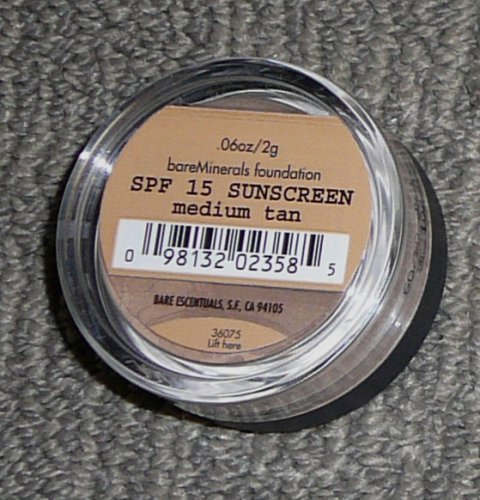 .06oz/2g
bareMinerals foundation
SPF 15 SUNSCREEN
medium tan
0 98132 02358 5
BARE ESCENTUALS, S.F., CA 94105
36075
Lift here